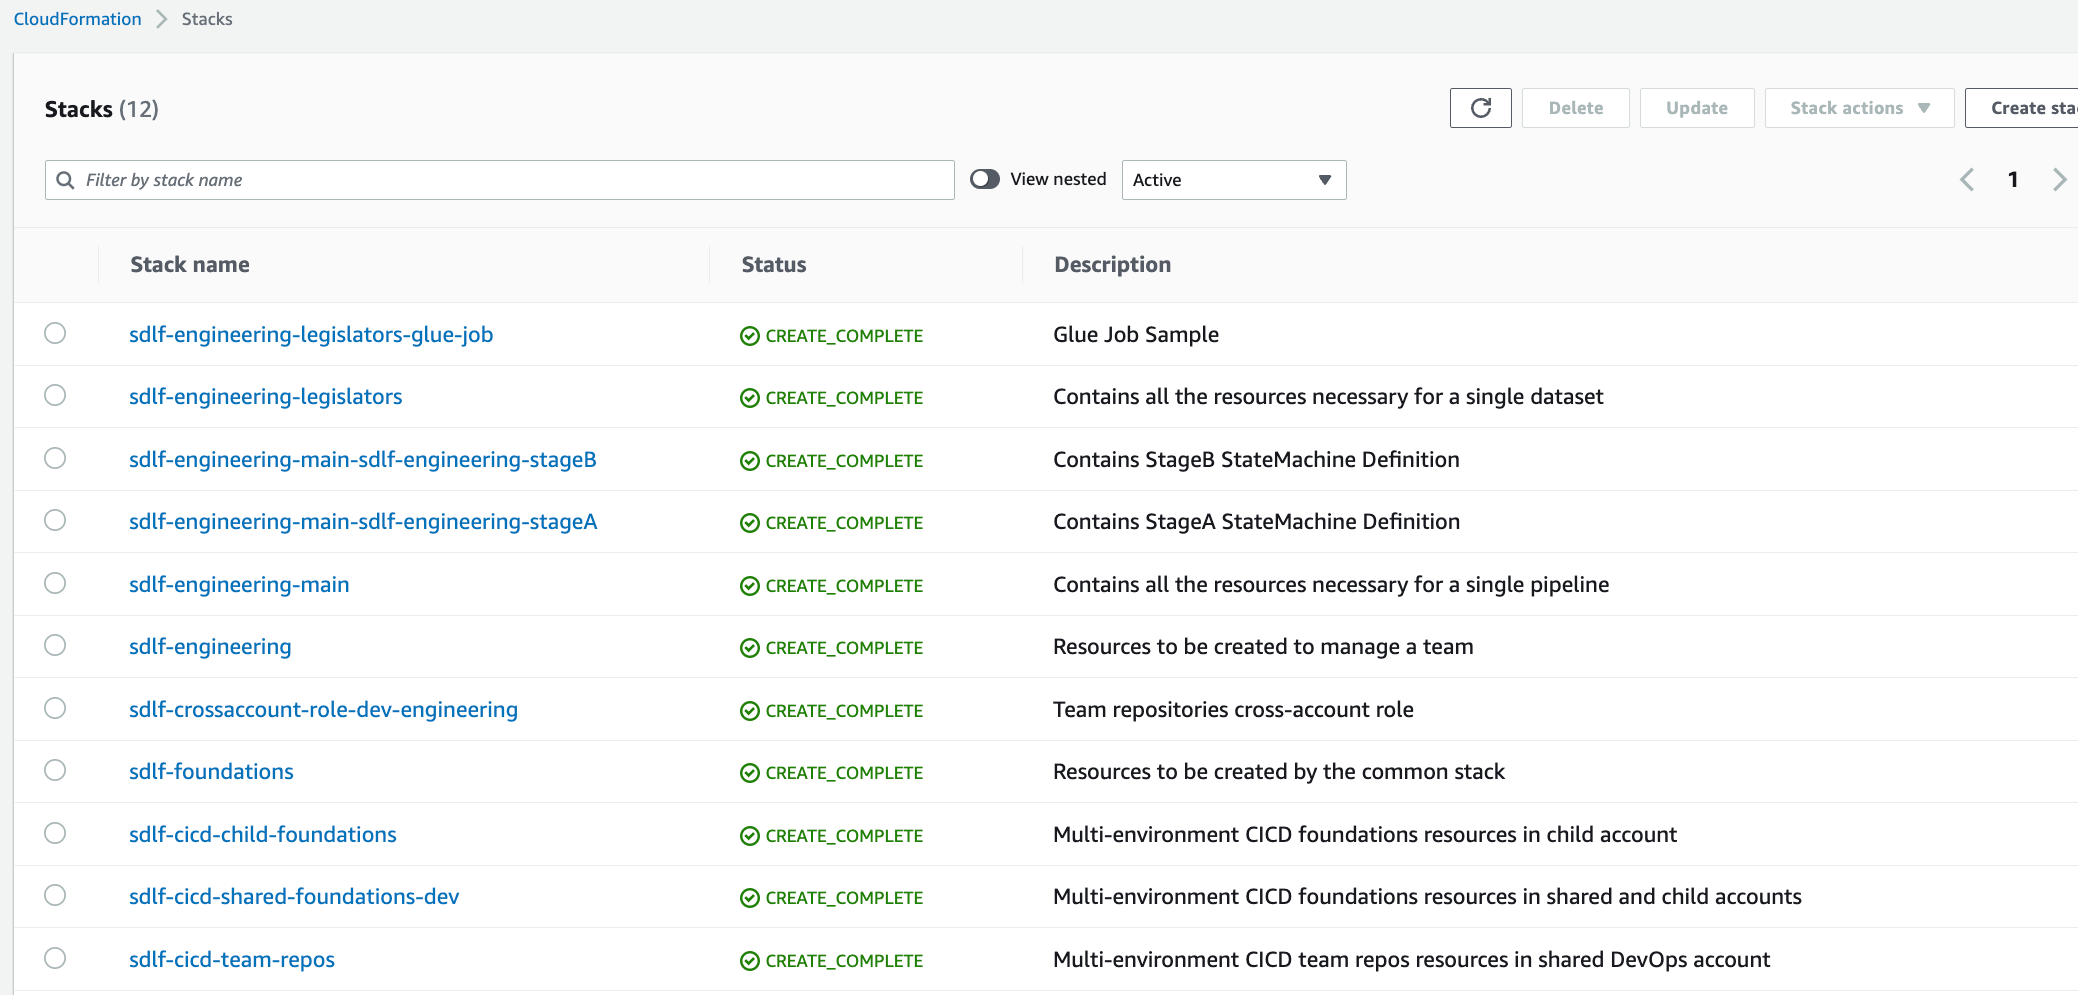 CloudFormation > Stacks
Stacks (12)
Delete
Update
Stack actions
Create sta
Filter by stack name
View nested
Active
1
Stack name Status Description
sdlf-engineering-legislators-glue-job CREATE_COMPLETE Glue Job Sample
sdlf-engineering-legislators CREATE_COMPLETE Contains all the resources necessary for a single dataset
sdlf-engineering-main-sdlf-engineering-stageB CREATE_COMPLETE Contains StageB StateMachine Definition
sdlf-engineering-main-sdlf-engineering-stageA CREATE_COMPLETE Contains StageA StateMachine Definition
sdlf-engineering-main CREATE_COMPLETE Contains all the resources necessary for a single pipeline
sdlf-engineering CREATE_COMPLETE Resources to be created to manage a team
sdlf-crossaccount-role-dev-engineering CREATE_COMPLETE Team repositories cross-account role
sdlf-foundations CREATE_COMPLETE Resources to be created by the common stack
sdlf-cicd-child-foundations CREATE_COMPLETE Multi-environment CICD foundations resources in child account
sdlf-cicd-shared-foundations-dev CREATE_COMPLETE Multi-environment CICD foundations resources in shared and child accounts
sdlf-cicd-team-repos CREATE_COMPLETE Multi-environment CICD team repos resources in shared DevOps account